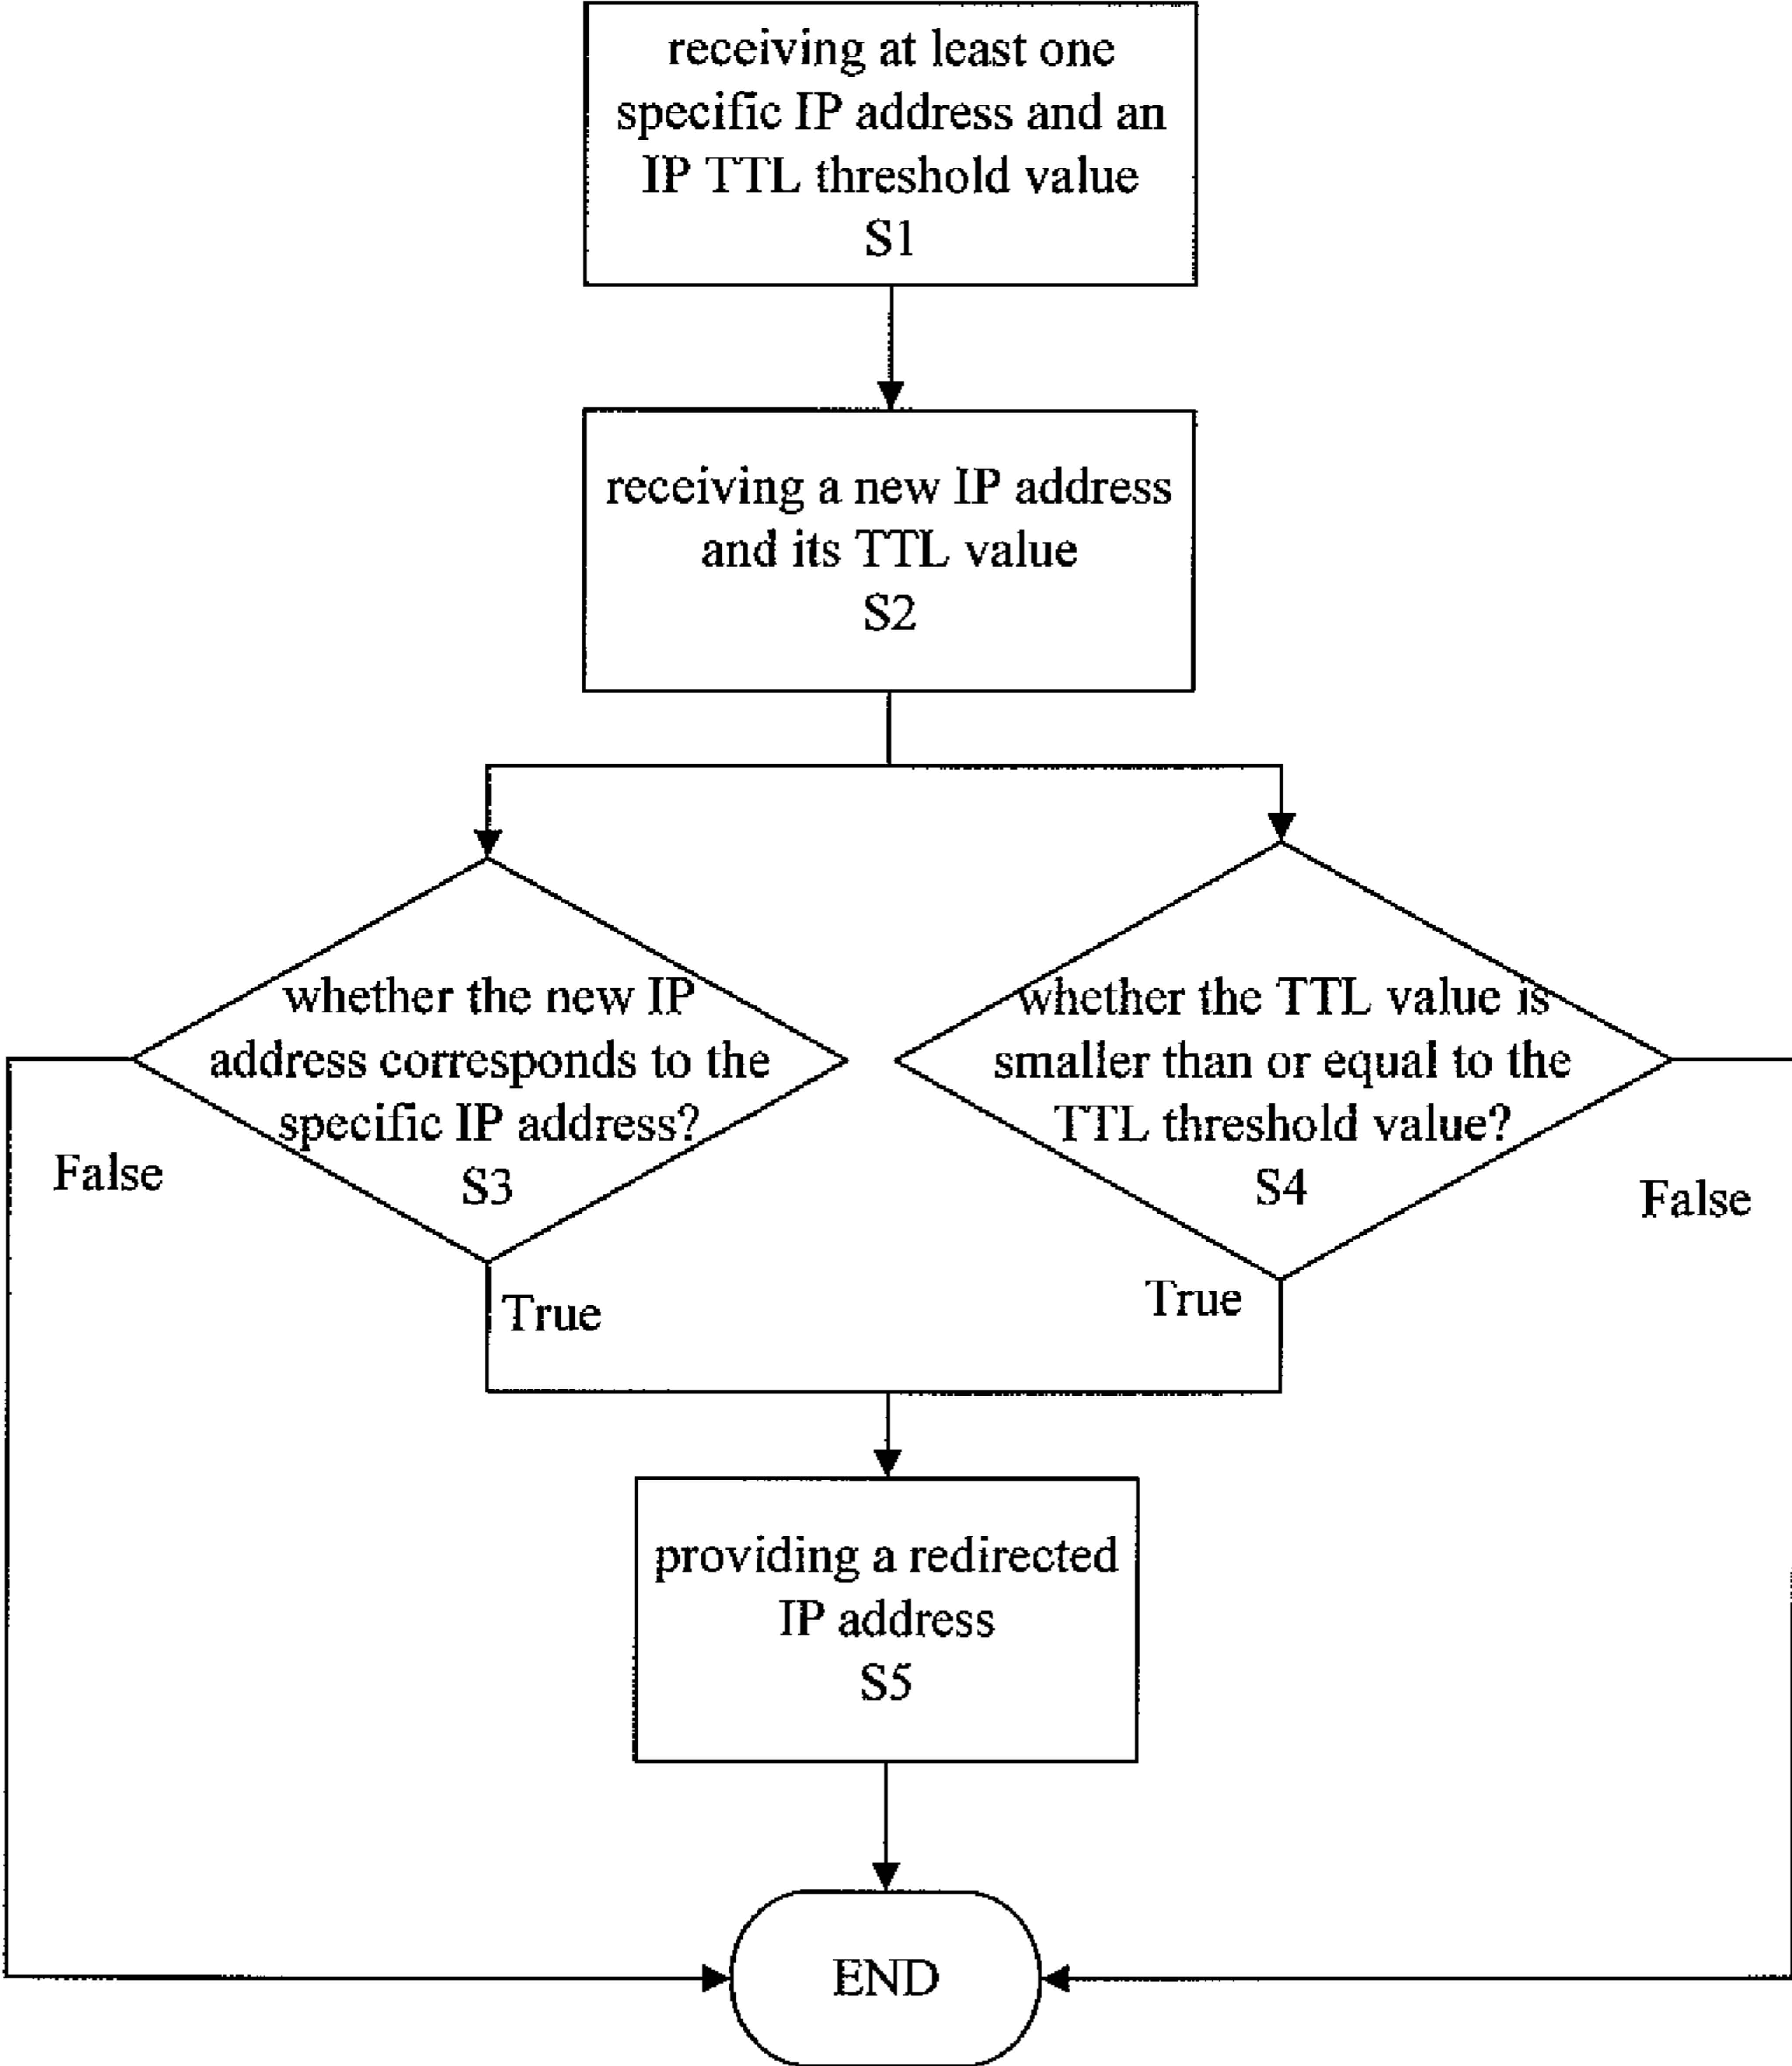 receiving at least one
specific IP address and an
IP TTL threshold value
S1
receiving a new IP address
and its TTL value
S2
whether the new IP
address corresponds to the
specific IP address?
S3
False
True
whether the TTL value is
smaller than or equal to the
TTL threshold value?
S4
False
True
providing a redirected
IP address
S5
END